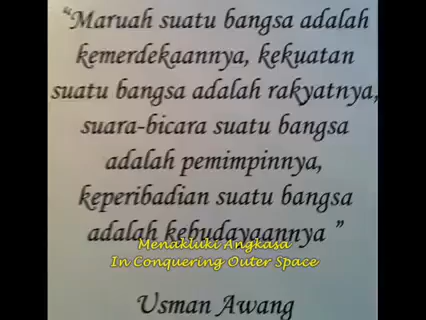 “Maruah suatu bangsa adalah
kemerdekaannya, kekuatan
suatu bangsa adalah rakyatnya,
suara-bicara suatu bangsa
adalah pemimpinnya,
keperibadian suatu bangsa
adalah kebudayaannya ”
Menakluki Angkasa
In Conquering Outer Space
Usman Awang